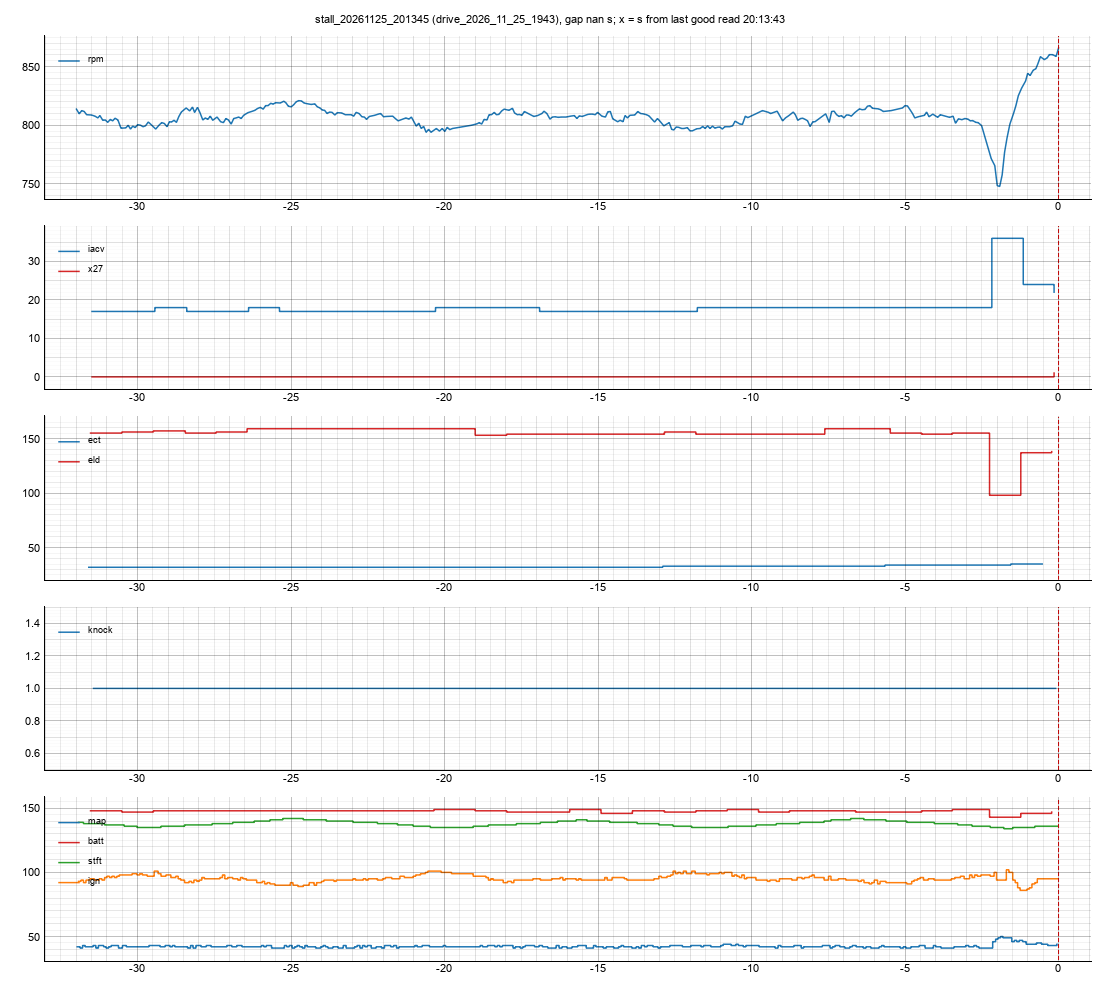 stall_20261125_201345 (drive_2026_11_25_1943), gap nan s; x = s from last good read 20:13:43
rpm
850
800
750
-30 -25 -20 -15 -10 -5 0
iacv
x27
30
20
10
0
-30 -25 -20 -15 -10 -5 0
ect
eld
150
100
50
-30 -25 -20 -15 -10 -5 0
knock
1.4
1.2
1.0
0.8
0.6
-30 -25 -20 -15 -10 -5 0
map
batt
stft
ign
150
100
50
-30 -25 -20 -15 -10 -5 0